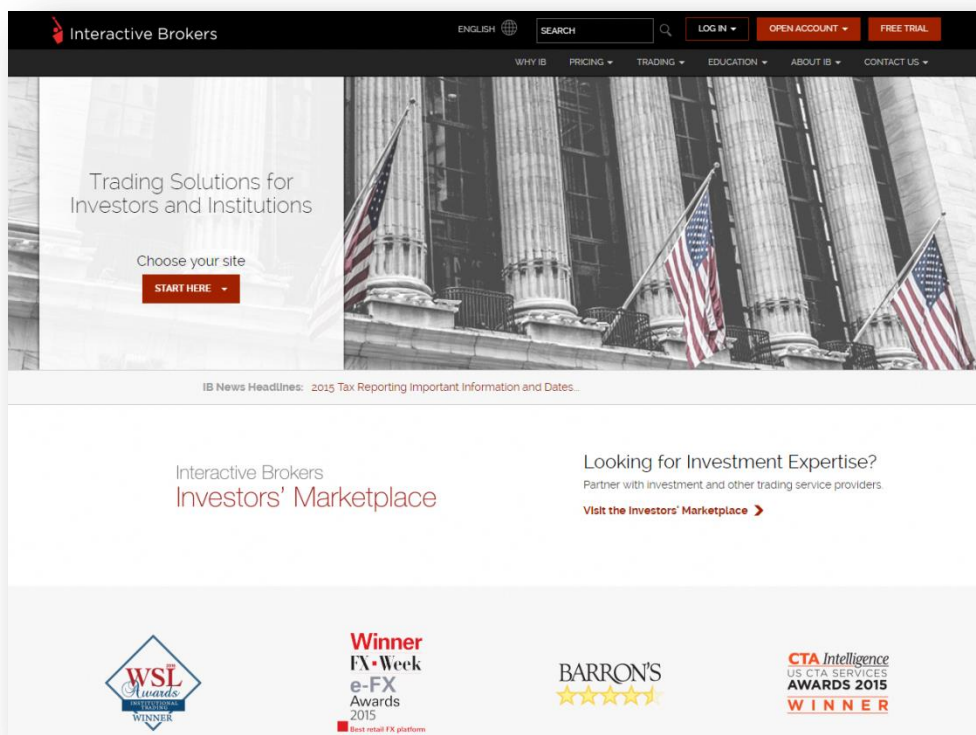 Interactive Brokers
ENGLISH
SEARCH
LOG IN
OPEN ACCOUNT
FREE TRIAL
WHY IB
PRICING
TRADING
EDUCATION
ABOUT IB
CONTACT US
Trading Solutions for
Investors and Institutions
Choose your site
START HERE
IB News Headlines: 2015 Tax Reporting Important Information and Dates...
Interactive Brokers
Investors' Marketplace
Looking for Investment Expertise?
Partner with investment and other trading service providers.
Visit the Investors' Marketplace
WSL
Awards
INSTITUTIONAL
TRADING
WINNER
Winner
FX•Week
e-FX
Awards
2015
Best retail FX platform
BARRON'S
CTA Intelligence
US CTA SERVICES
AWARDS 2015
WINNER